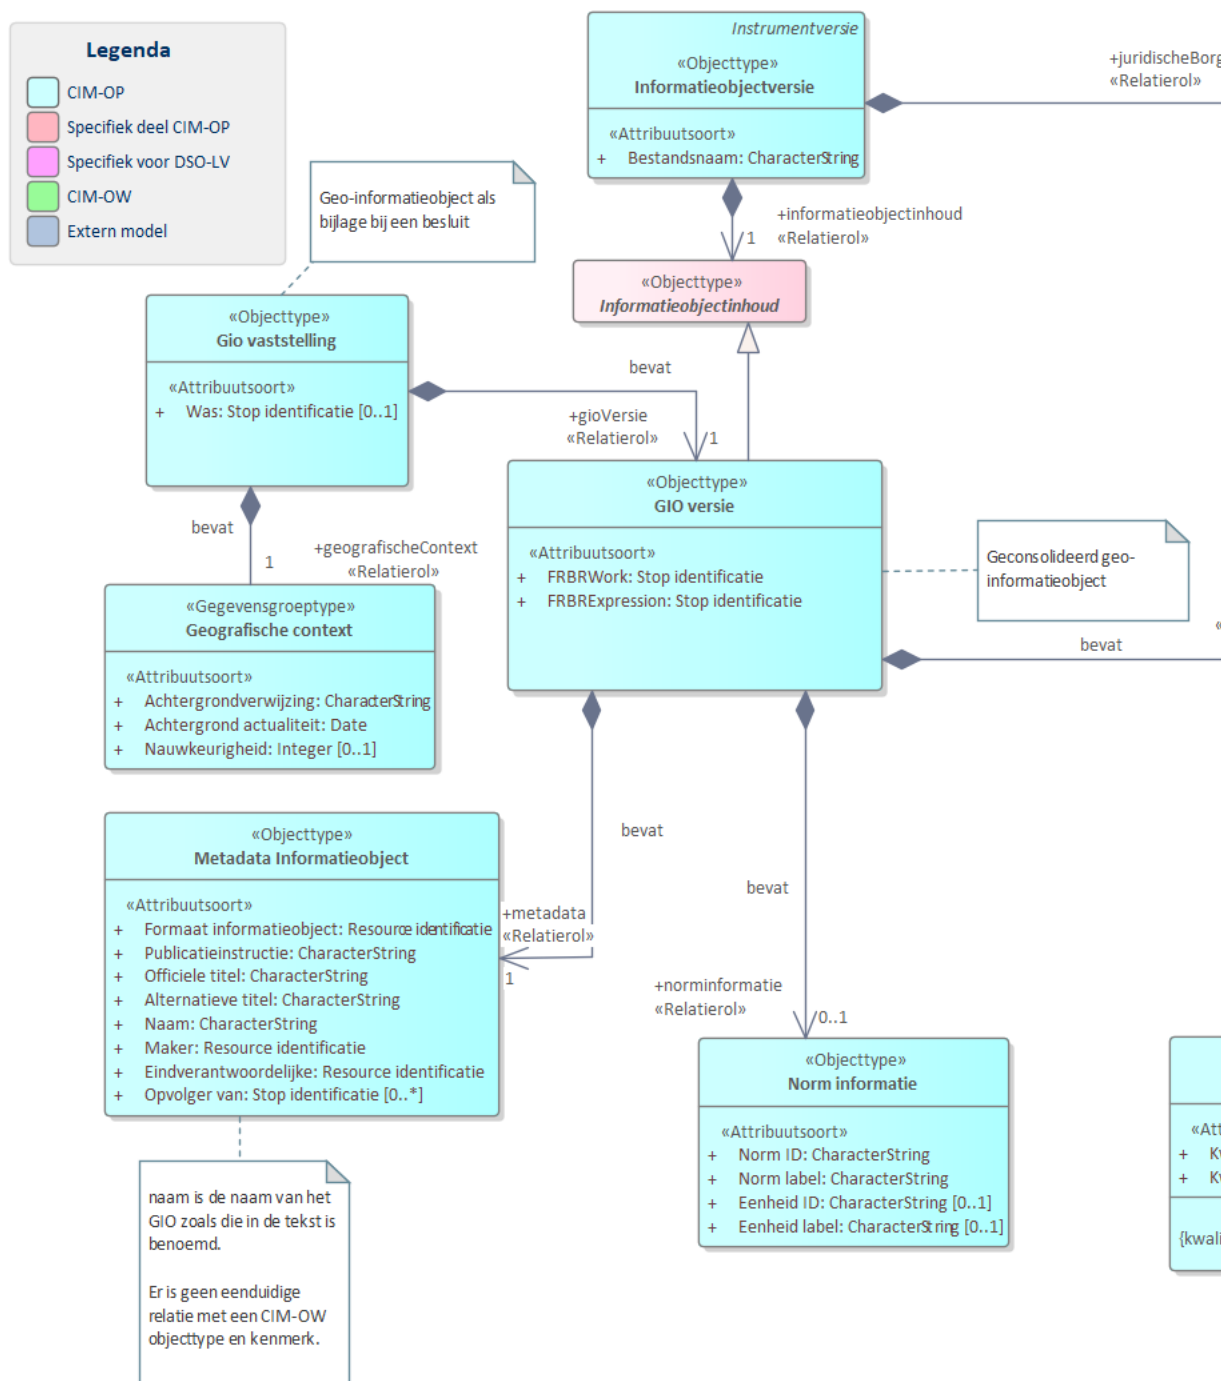 Legenda
CIM-OP
Specifiek deel CIM-OP
Specifiek voor DSO-LV
CIM-OW
Extern model
Instrumentversie
«Objecttype»
Informatieobjectversie
«Attribuutsoort»
+ Bestandsnaam: CharacterString
+juridischeBorg
«Relatierol»
Geo-informatieobject als
bijlage bij een besluit
+informatieobjectinhoud
1 «Relatierol»
«Objecttype»
Informatieobjectinhoud
«Objecttype»
Gio vaststelling
«Attribuutsoort»
+ Was: Stop identificatie [0..1]
bevat
+gioVersie
«Relatierol»
1
«Objecttype»
GIO versie
«Attribuutsoort»
+ FRBRWork: Stop identificatie
+ FRBRExpression: Stop identificatie
Geconsolideerd geo-
informatieobject
bevat
bevat
1
+geografischeContext
«Relatierol»
«Gegevensgroeptype»
Geografische context
«Attribuutsoort»
+ Achtergrondverwijzing: CharacterString
+ Achtergrond actualiteit: Date
+ Nauwkeurigheid: Integer [0..1]
bevat
+metadata
«Relatierol»
1
«Objecttype»
Metadata Informatieobject
«Attribuutsoort»
+ Formaat informatieobject: Resource identificatie
+ Publicatieinstructie: CharacterString
+ Officiele titel: CharacterString
+ Alternatieve titel: CharacterString
+ Naam: CharacterString
+ Maker: Resource identificatie
+ Eindverantwoordelijke: Resource identificatie
+ Opvolger van: Stop identificatie [0..*]
bevat
+norminformatie
«Relatierol»
0..1
«Objecttype»
Norm informatie
«Attribuutsoort»
+ Norm ID: CharacterString
+ Norm label: CharacterString
+ Eenheid ID: CharacterString [0..1]
+ Eenheid label: CharacterString [0..1]
naam is de naam van het
GIO zoals die in de tekst is
benoemd.
Er is geen eenduidige
relatie met een CIM-OW
objecttype en kenmerk.
«Att
+ Kw
+ Kw
{kwali